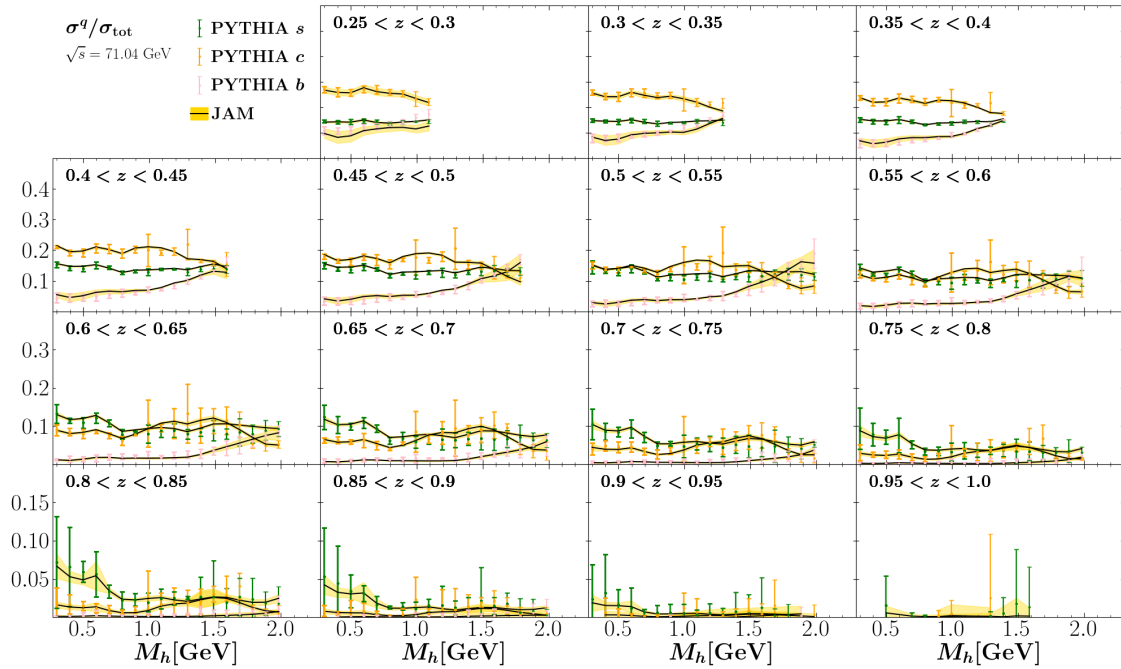 σ^q/σ_tot
√s = 71.04 GeV
PYTHIA s
PYTHIA c
PYTHIA b
JAM
0.25 < z < 0.3
0.3 < z < 0.35
0.35 < z < 0.4
0.4 < z < 0.45
0.45 < z < 0.5
0.5 < z < 0.55
0.55 < z < 0.6
0.4
0.3
0.2
0.1
0.6 < z < 0.65
0.65 < z < 0.7
0.7 < z < 0.75
0.75 < z < 0.8
0.3
0.2
0.1
0.8 < z < 0.85
0.85 < z < 0.9
0.9 < z < 0.95
0.95 < z < 1.0
0.15
0.10
0.05
0.5 1.0 1.5 2.0
0.5 1.0 1.5 2.0
0.5 1.0 1.5 2.0
0.5 1.0 1.5 2.0
M_h[GeV]
M_h[GeV]
M_h[GeV]
M_h[GeV]